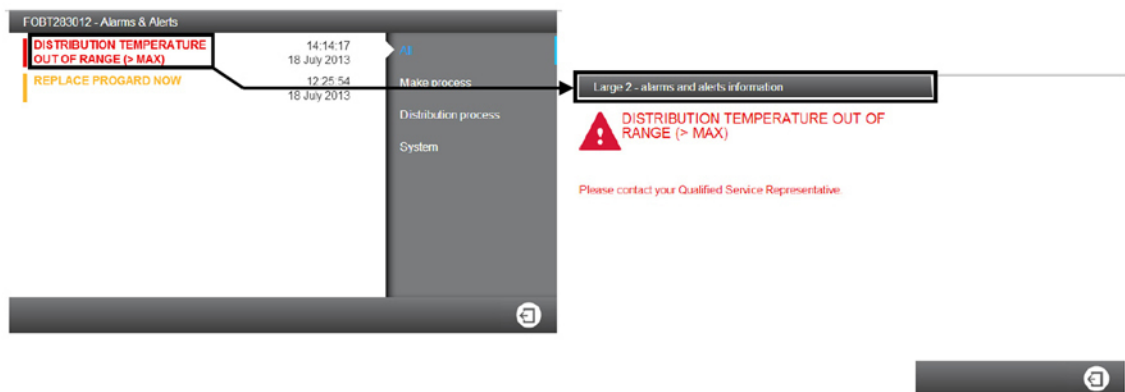 FOBT283012 - Alarms & Alerts
DISTRIBUTION TEMPERATURE
OUT OF RANGE (> MAX)
14:14:17
18 July 2013
REPLACE PROGARD NOW
12:25:54
18 July 2013
All
Make process
Distribution process
System
Large 2 - alarms and alerts information
DISTRIBUTION TEMPERATURE OUT OF
RANGE (> MAX)
Please contact your Qualified Service Representative.